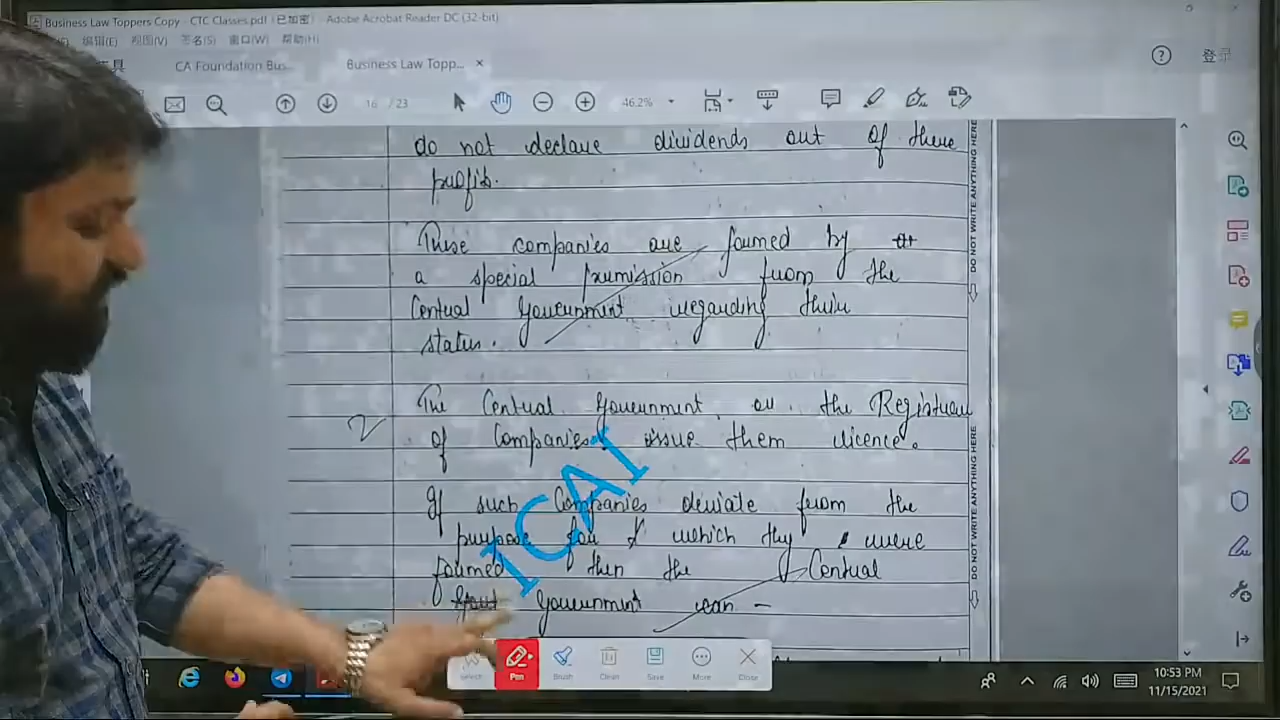 Business Law Toppers Copy - CTC Classes.pdf (已加密) - Adobe Acrobat Reader DC (32-bit)
编辑(E) 视图(V) 签名(S) 窗口(W) 帮助(H)
CA Foundation Bus... Business Law Topp... ×
登录
16 / 23 46.2%
do not declare dividends out of there
profits.
These companies are formed by
a special permission from the
Central Government regarding their
status.
The Central Government or the Registrar
of Companies issue them licence.
If such Companies deviate from the
purpose for which they were
formed then the Central
Government can –
ICAI
DO NOT WRITE ANYTHING HERE
DO NOT WRITE ANYTHING HERE
Select Pen Brush Clean Save More Close
10:53 PM
11/15/2021